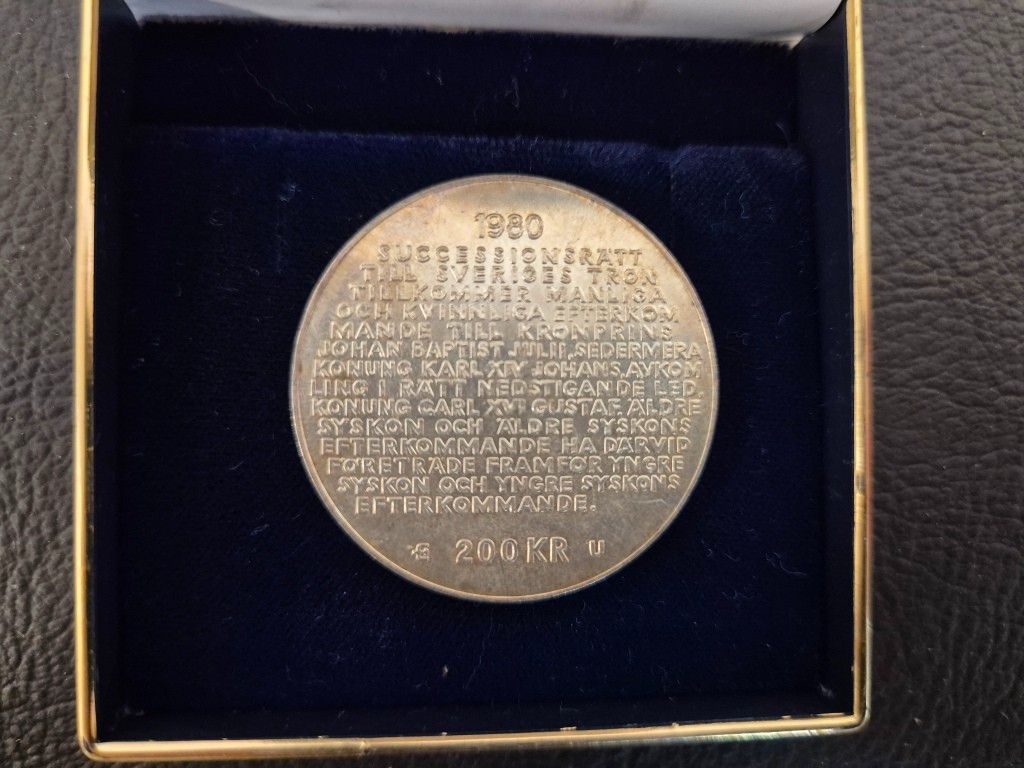 1980
SUCCESSIONSRÄTT
TILL SVERIGES TRON
TILLKOMMER MANLIGA
OCH KVINNLIGA EFTERKOM
MANDE TILL KRONPRINS
JOHAN BAPTIST JULII, SEDERMERA
KONUNG KARL XIV JOHANS, AVKOM
LING I RÄTT NEDSTIGANDE LED,
KONUNG CARL XVI GUSTAF. ÄLDRE
SYSKON OCH ÄLDRE SYSKONS
EFTERKOMMANDE HA DÄRVID
FÖRETRÄDE FRAMFÖR YNGRE
SYSKON OCH YNGRE SYSKONS
EFTERKOMMANDE.
200 KR U